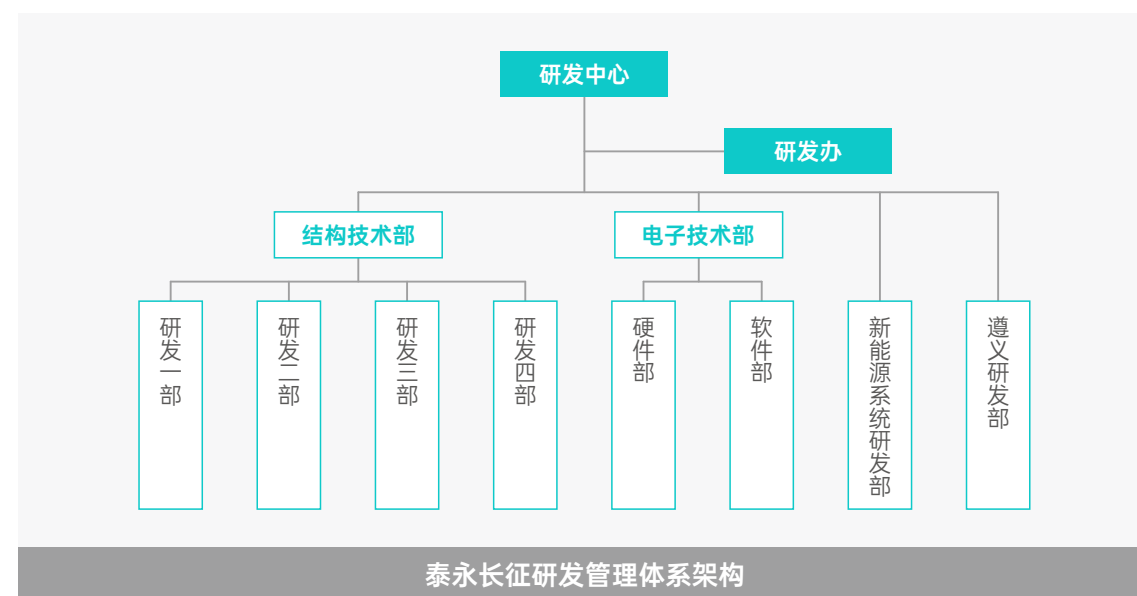 研发中心
研发办
结构技术部
电子技术部
研发一部
研发二部
研发三部
研发四部
硬件部
软件部
新能源系统研发部
遵义研发部
泰永长征研发管理体系架构